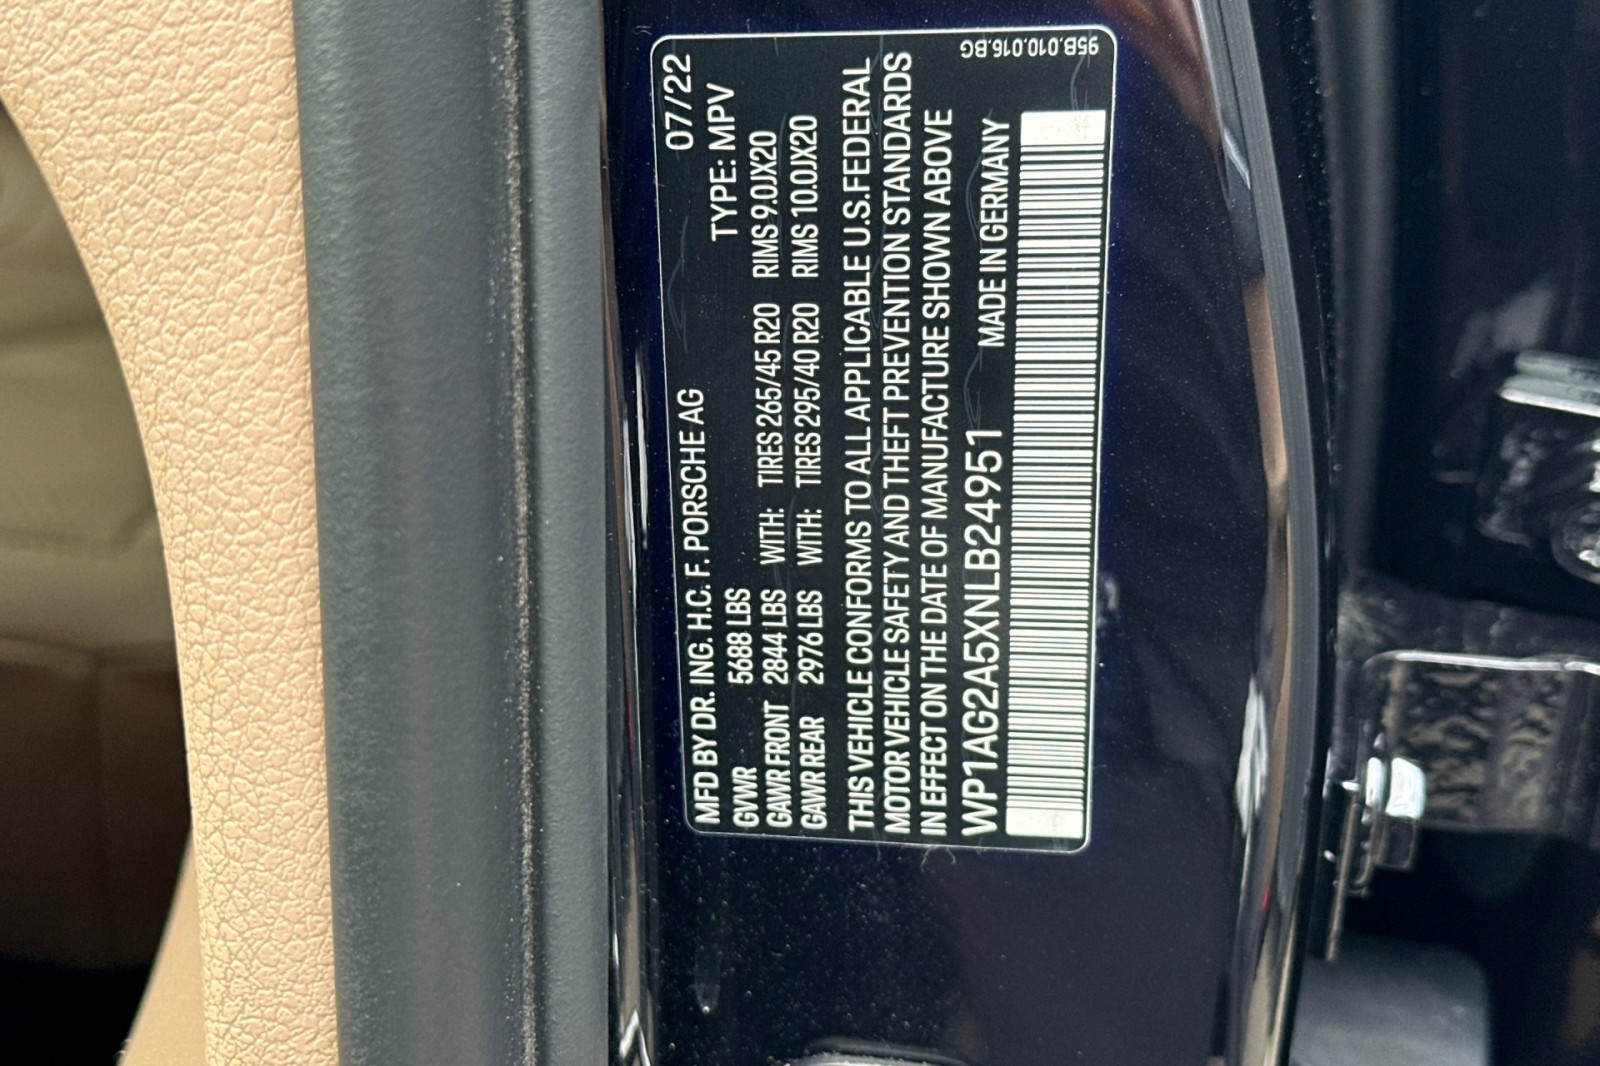 MFD BY DR. ING. H.C. F. PORSCHE AG 07/22
GVWR 5688 LBS TYPE: MPV
GAWR FRONT 2844 LBS WITH: TIRES 265/45 R20 RIMS 9.0JX20
GAWR REAR 2976 LBS WITH: TIRES 295/40 R20 RIMS 10.0JX20
THIS VEHICLE CONFORMS TO ALL APPLICABLE U.S.FEDERAL
MOTOR VEHICLE SAFETY AND THEFT PREVENTION STANDARDS
IN EFFECT ON THE DATE OF MANUFACTURE SHOWN ABOVE
WP1AG2A5XNLB24951 MADE IN GERMANY
95B.010.016.BG